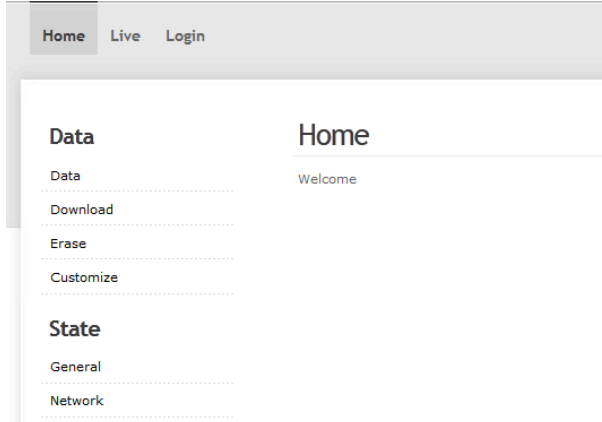 Home Live Login
Data
Data
Download
Erase
Customize
State
General
Network
Home
Welcome